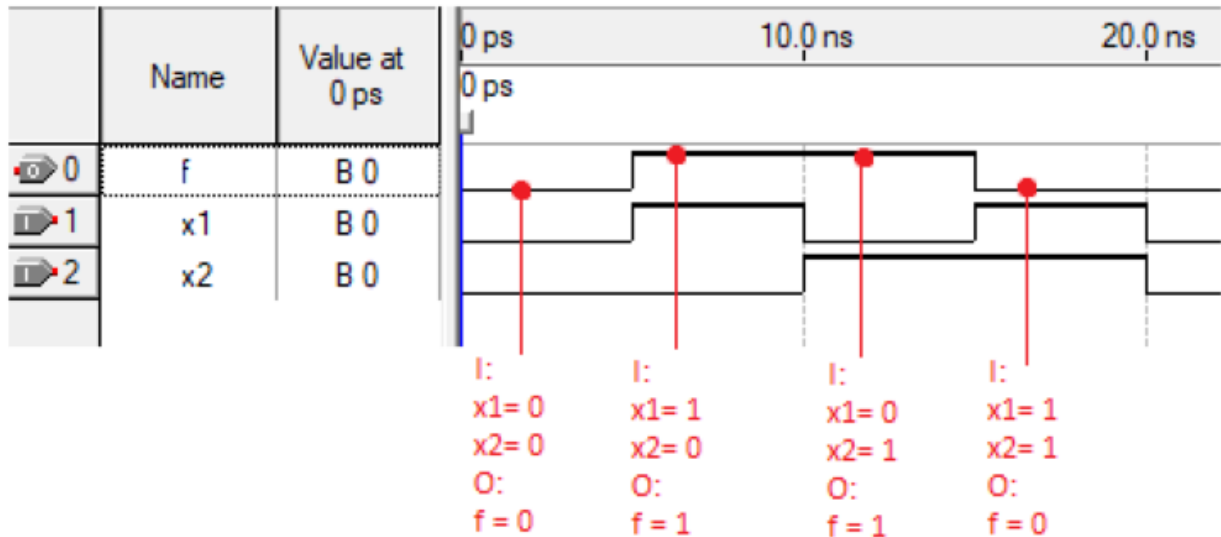 Name
Value at
0 ps
0 ps
10.0 ns
20.0 ns
0 ps
0
f
B 0
1
x1
B 0
2
x2
B 0
I:
x1= 0
x2= 0
O:
f = 0
I:
x1= 1
x2= 0
O:
f = 1
I:
x1= 0
x2= 1
O:
f = 1
I:
x1= 1
x2= 1
O:
f = 0